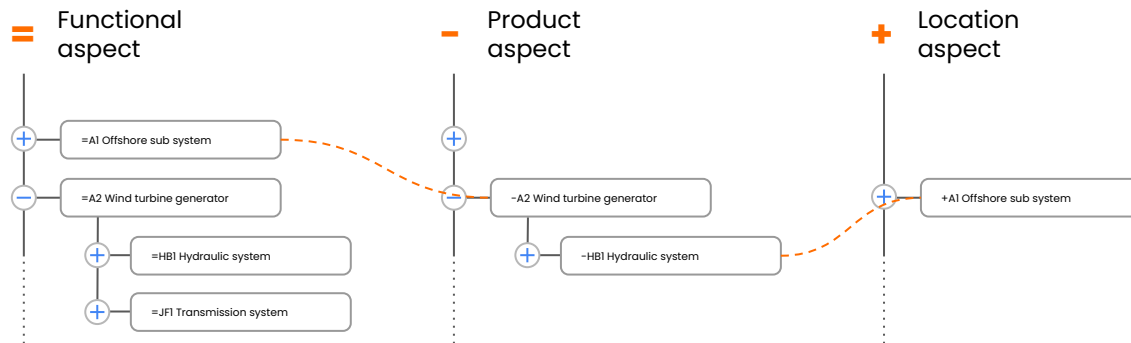 = Functional
aspect
=A1 Offshore sub system
=A2 Wind turbine generator
=HB1 Hydraulic system
=JF1 Transmission system
- Product
aspect
-A2 Wind turbine generator
-HB1 Hydraulic system
+ Location
aspect
+A1 Offshore sub system